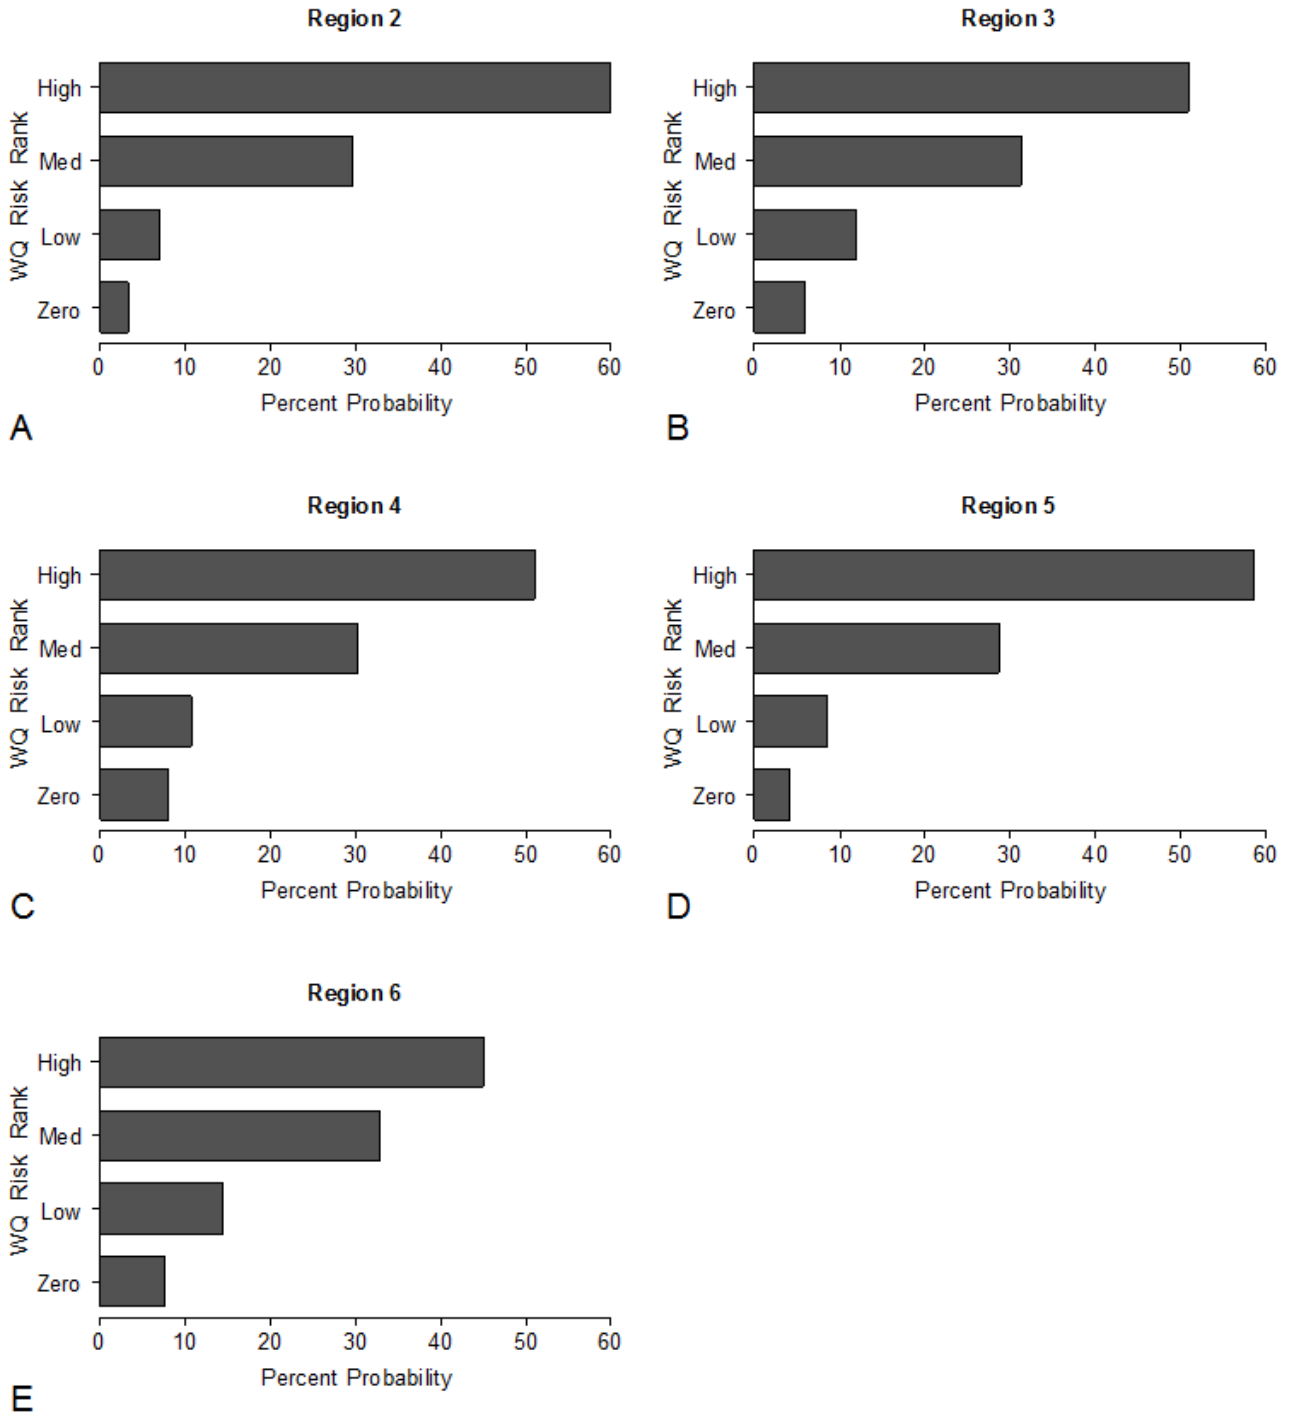 Region 2
WQ Risk Rank
High
Med
Low
Zero
0 10 20 30 40 50 60
Percent Probability
A
Region 3
WQ Risk Rank
High
Med
Low
Zero
0 10 20 30 40 50 60
Percent Probability
B
Region 4
WQ Risk Rank
High
Med
Low
Zero
0 10 20 30 40 50 60
Percent Probability
C
Region 5
WQ Risk Rank
High
Med
Low
Zero
0 10 20 30 40 50 60
Percent Probability
D
Region 6
WQ Risk Rank
High
Med
Low
Zero
0 10 20 30 40 50 60
Percent Probability
E